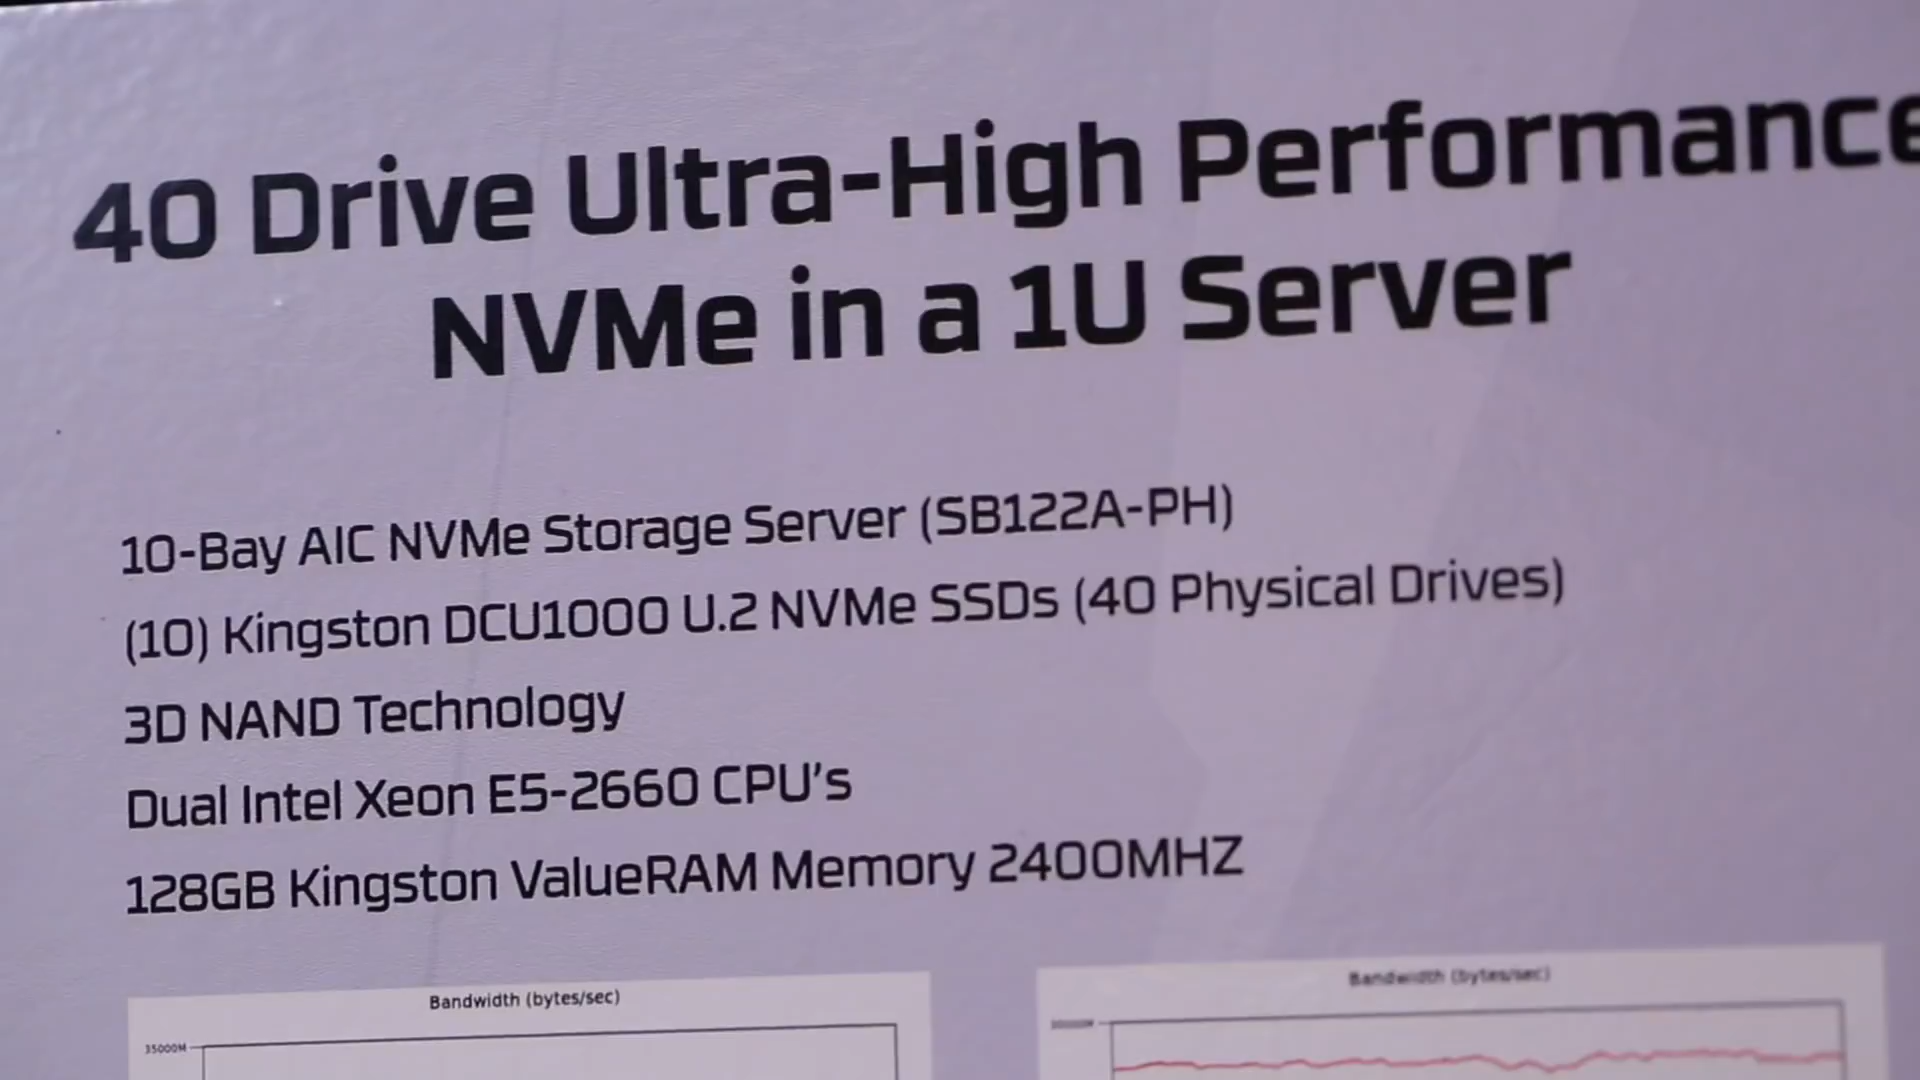 40 Drive Ultra-High Performance
NVMe in a 1U Server
10-Bay AIC NVMe Storage Server (SB122A-PH)
(10) Kingston DCU1000 U.2 NVMe SSDs (40 Physical Drives)
3D NAND Technology
Dual Intel Xeon E5-2660 CPU's
128GB Kingston ValueRAM Memory 2400MHZ
Bandwidth (bytes/sec)
Bandwidth (bytes/sec)
35000M